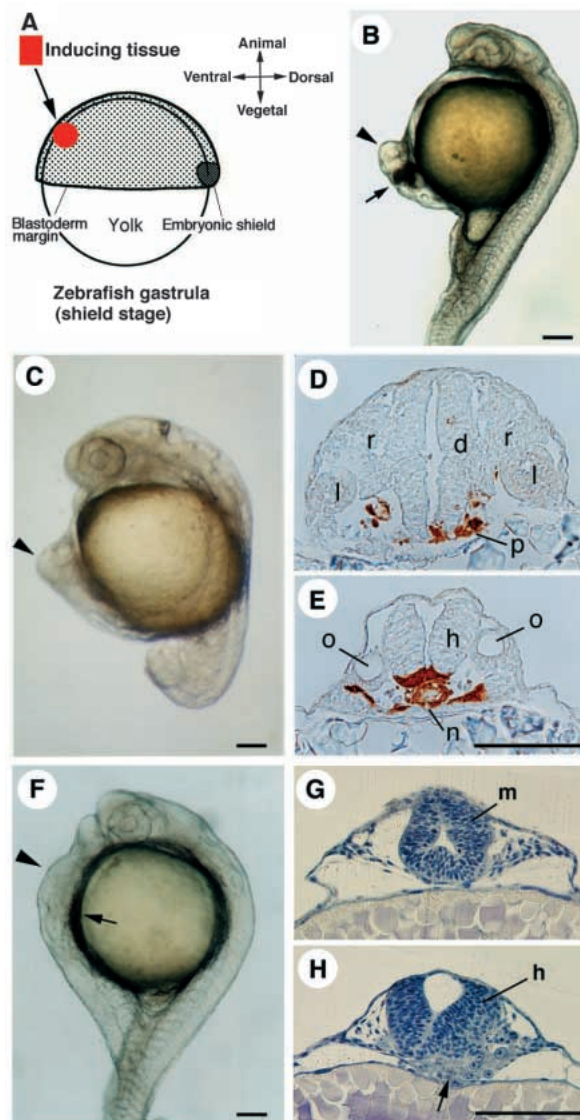 A
Inducing tissue
Animal
Ventral
Dorsal
Vegetal
Blastoderm
margin
Yolk
Embryonic shield
Zebrafish gastrula
(shield stage)
B
C
D
r
d
r
l
l
p
E
o
h
o
n
F
G
m
H
h